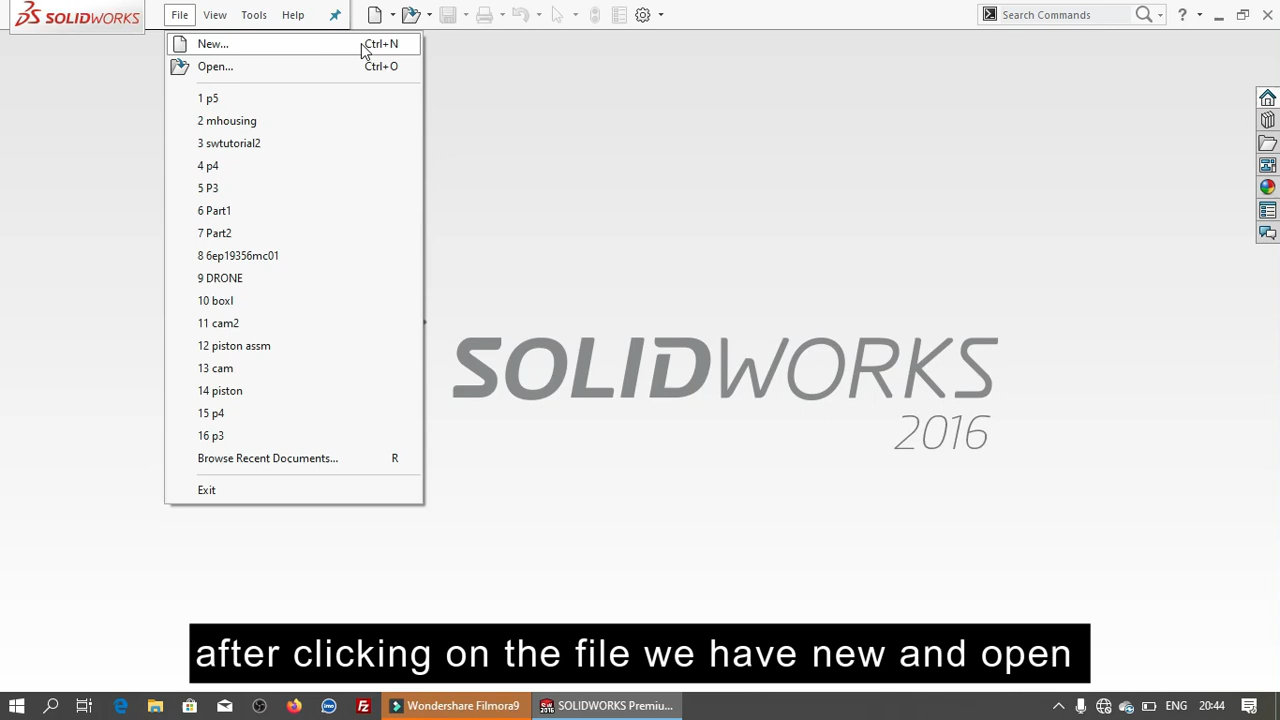 SOLIDWORKS File View Tools Help Search Commands
New... Ctrl+N
Open... Ctrl+O
1 p5
2 mhousing
3 swtutorial2
4 p4
5 P3
6 Part1
7 Part2
8 6ep19356mc01
9 DRONE
10 boxl
11 cam2
12 piston assm
13 cam
14 piston
15 p4
16 p3
Browse Recent Documents... R
Exit
SOLIDWORKS
2016
after clicking on the file we have new and open
Wondershare Filmora9 SOLIDWORKS Premiu... ENG 20:44